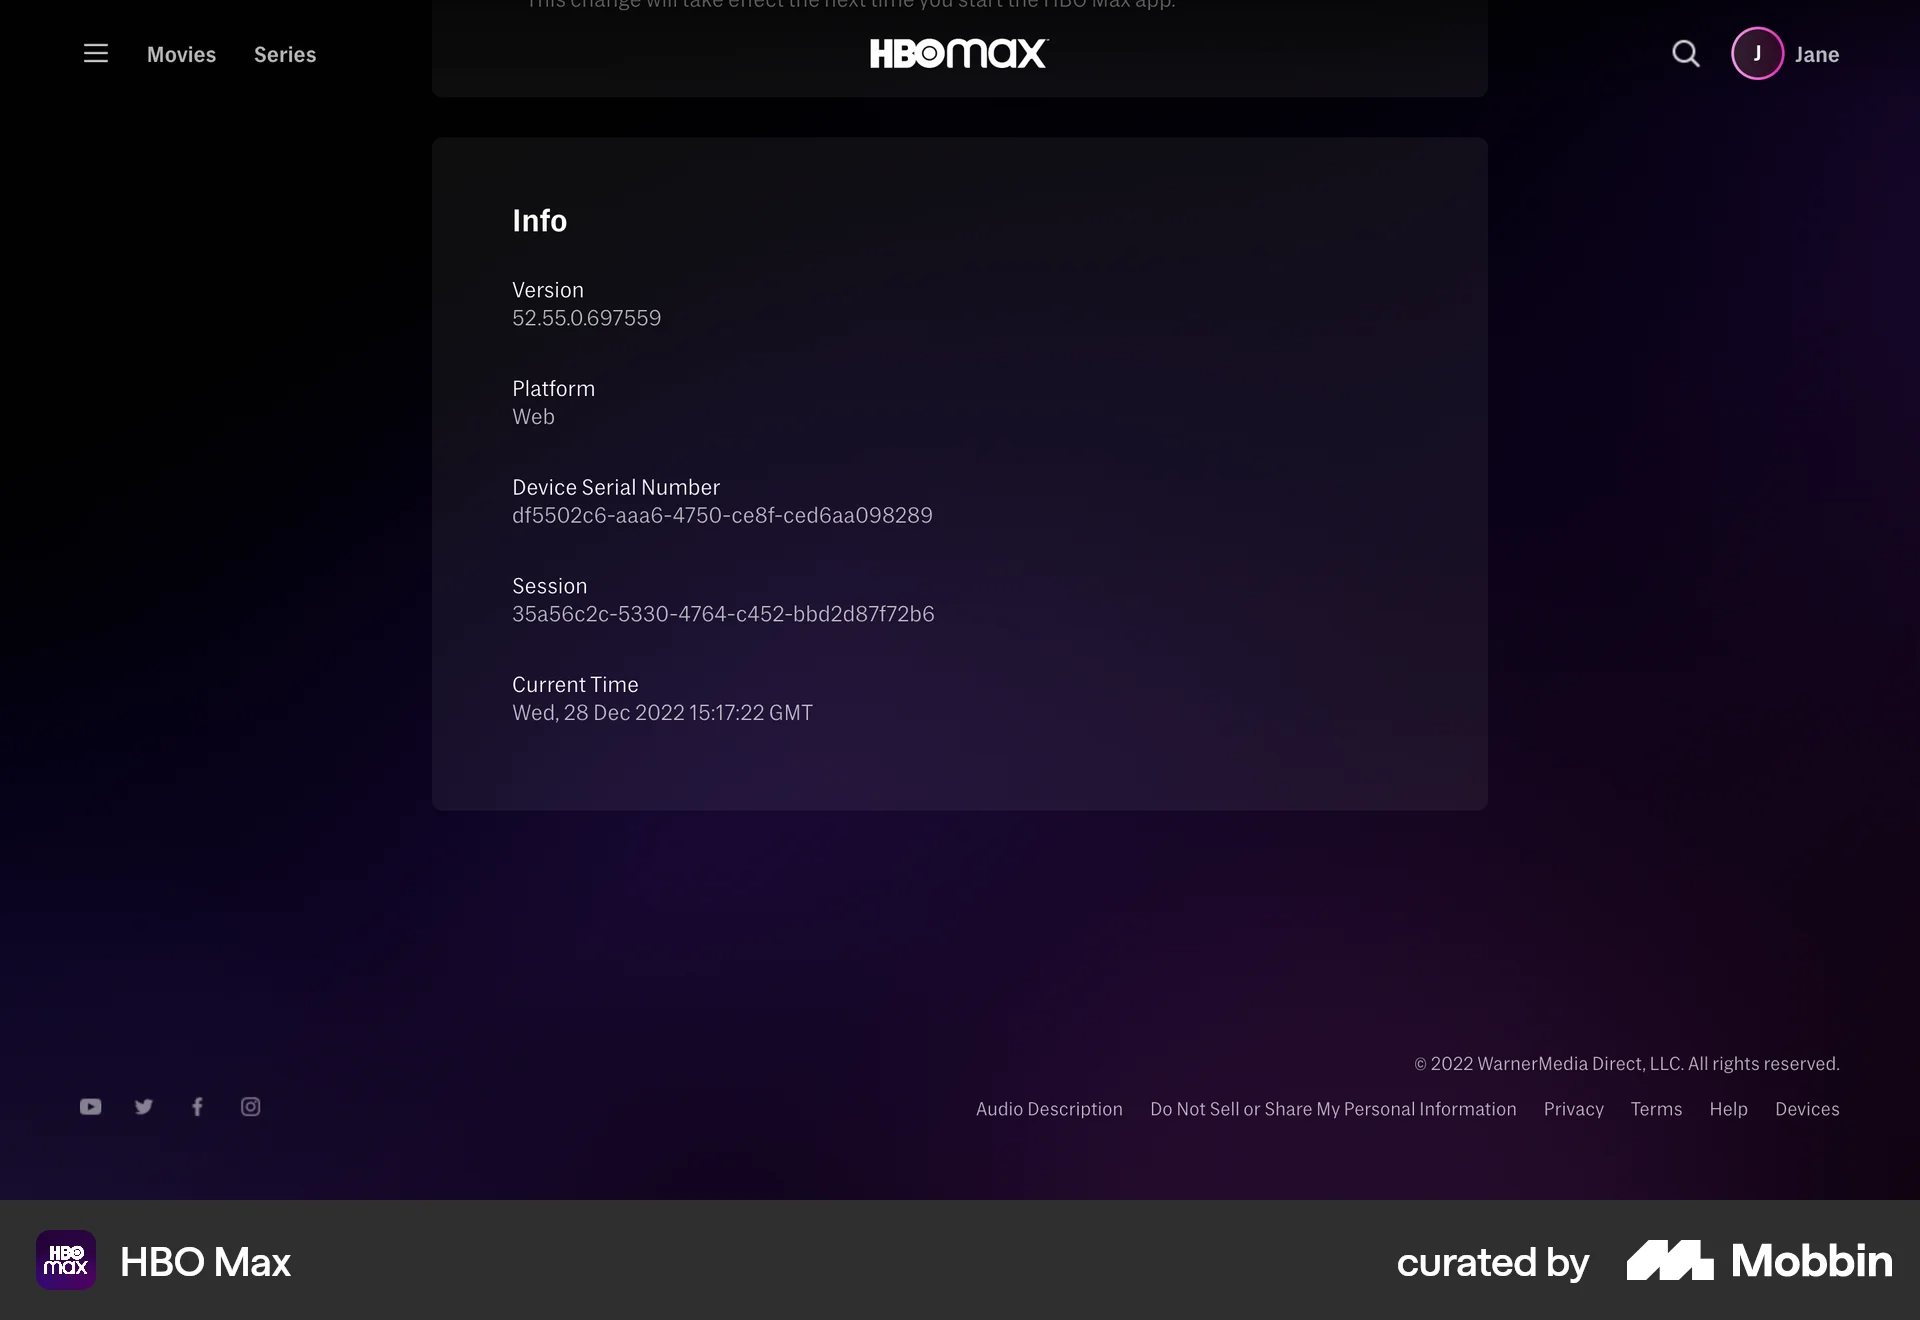 This change will take effect the next time you start the HBO Max app.
Movies Series HBOmax J Jane
Info
Version
52.55.0.697559
Platform
Web
Device Serial Number
df5502c6-aaa6-4750-ce8f-ced6aa098289
Session
35a56c2c-5330-4764-c452-bbd2d87f72b6
Current Time
Wed, 28 Dec 2022 15:17:22 GMT
© 2022 WarnerMedia Direct, LLC. All rights reserved.
Audio Description Do Not Sell or Share My Personal Information Privacy Terms Help Devices
HBO max HBO Max curated by Mobbin